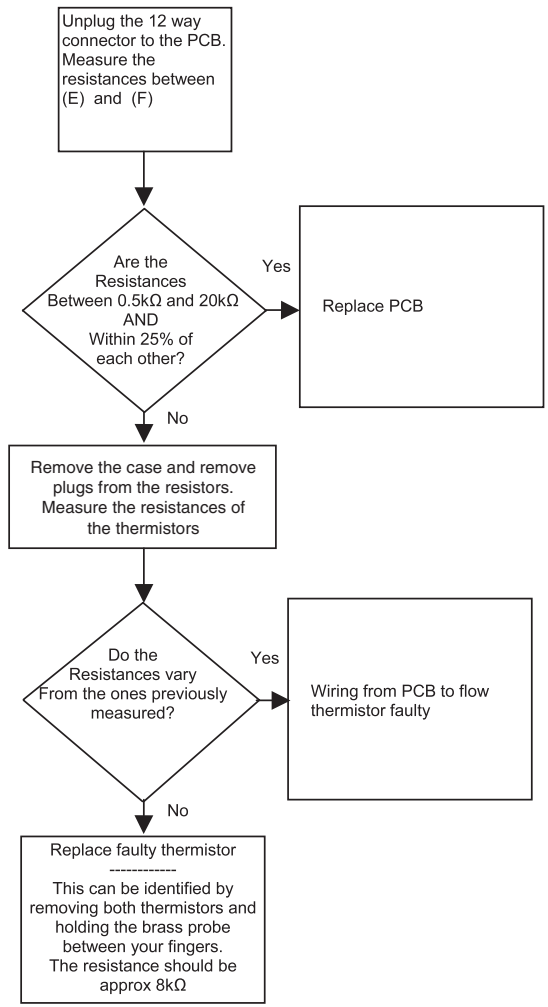 Unplug the 12 way
connector to the PCB.
Measure the
resistances between
(E) and (F)
Are the
Resistances
Between 0.5kΩ and 20kΩ
AND
Within 25% of
each other?
Yes
Replace PCB
No
Remove the case and remove
plugs from the resistors.
Measure the resistances of
the thermistors
Do the
Resistances vary
From the ones previously
measured?
Yes
Wiring from PCB to flow
thermistor faulty
No
Replace faulty thermistor
------------
This can be identified by
removing both thermistors and
holding the brass probe
between your fingers.
The resistance should be
approx 8kΩ